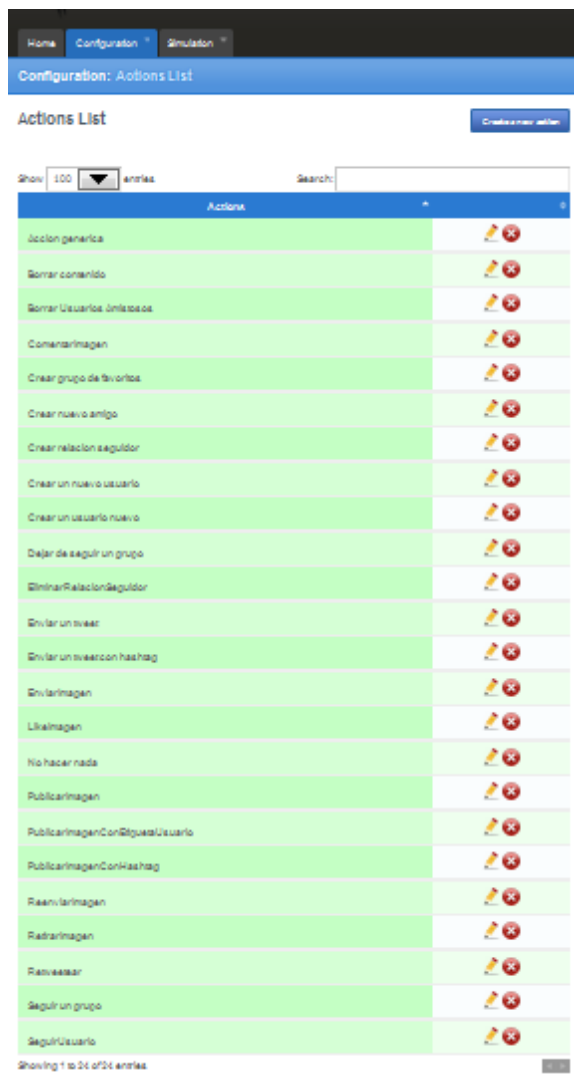 Home Configuration Simulation
Configuration: Actions List
Actions List
Create a new action
Show 100 entries Search:
Actions
Accion generica
Borrar contenido
Borrar Usuarios Amistosos
ComentarImagen
Crear grupo de favoritos
Crear nuevo amigo
Crear relacion seguidor
Crear un nuevo usuario
Crear un usuario nuevo
Dejar de seguir un grupo
EliminarRelacionSeguidor
Enviar un tweet
Enviar un tweet con hashtag
EnviarImagen
LikeImagen
No hacer nada
PublicarImagen
PublicarImagenConEtiquetaUsuario
PublicarImagenConHashtag
ReenviarImagen
RetirarImagen
Retweetear
Seguir un grupo
SeguirUsuario
Showing 1 to 24 of 24 entries